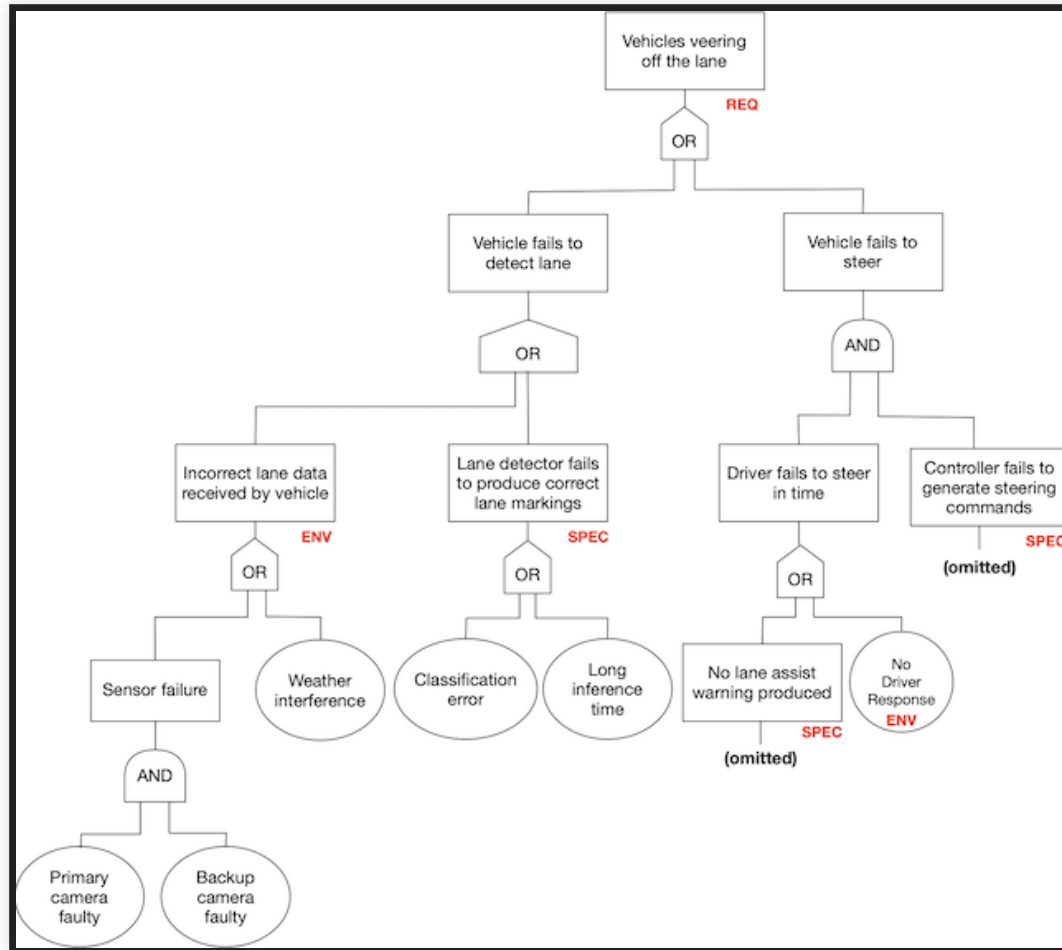 Vehicles veering
off the lane
REQ
OR
Vehicle fails to
detect lane
Vehicle fails to
steer
OR
AND
Incorrect lane data
received by vehicle
ENV
Lane detector fails
to produce correct
lane markings
SPEC
Driver fails to steer
in time
Controller fails to
generate steering
commands
SPEC
(omitted)
OR
OR
OR
Sensor failure
Weather
interference
Classification
error
Long
inference
time
No lane assist
warning produced
SPEC
(omitted)
No
Driver
Response
ENV
AND
Primary
camera
faulty
Backup
camera
faulty